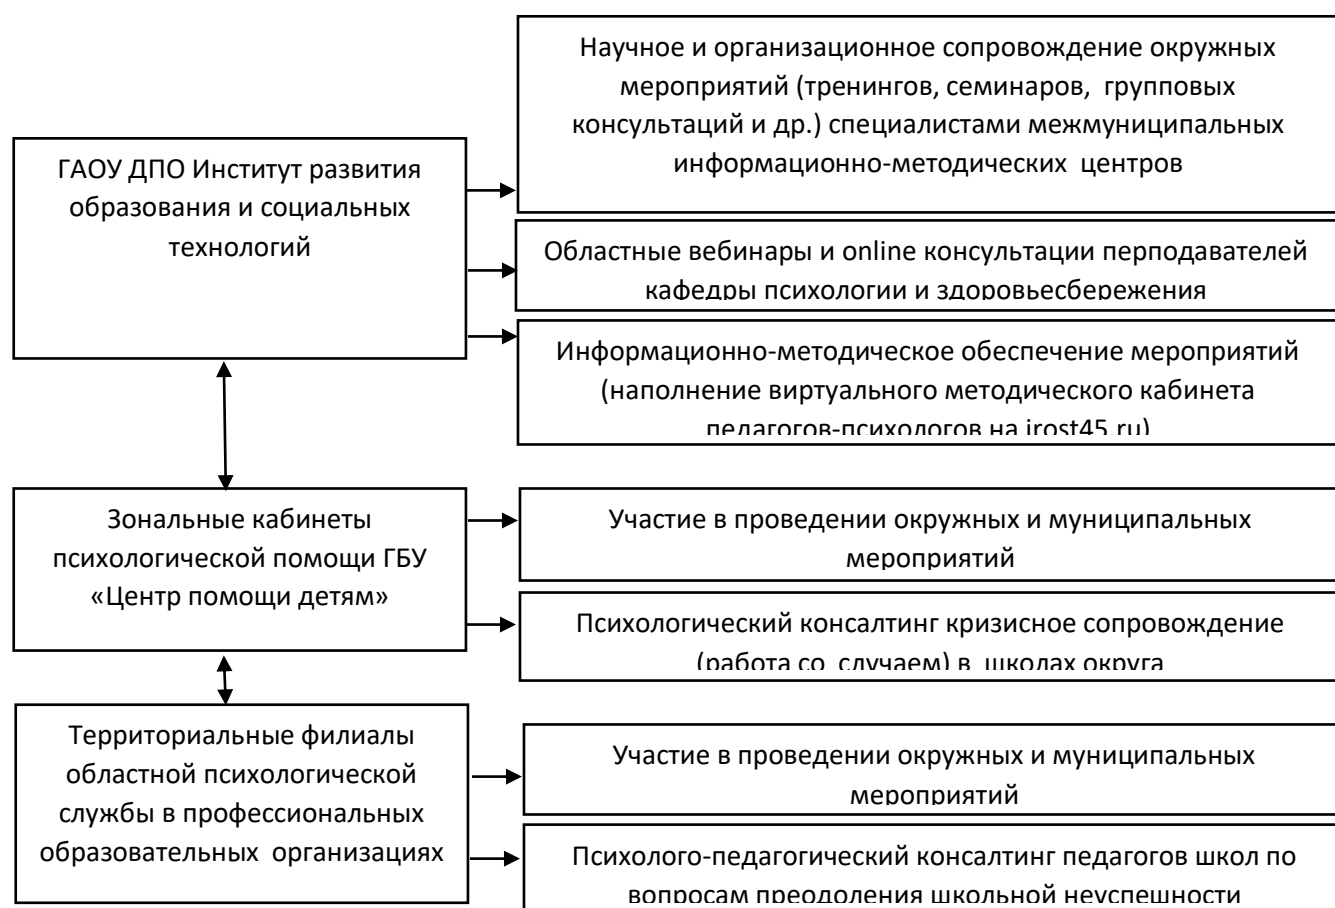 Научное и организационное сопровождение окружных
мероприятий (тренингов, семинаров, групповых
консультаций и др.) специалистами межмуниципальных
информационно-методических центров
ГАОУ ДПО Институт развития
образования и социальных
технологий
Областные вебинары и online консультации перподавателей
кафедры психологии и здоровьесбережения
Информационно-методическое обеспечение мероприятий
(наполнение виртуального методического кабинета
педагогов-психологов на irost45.ru)
Зональные кабинеты
психологической помощи ГБУ
«Центр помощи детям»
Участие в проведении окружных и муниципальных
мероприятий
Психологический консалтинг кризисное сопровождение
(работа со случаем) в школах округа
Территориальные филиалы
областной психологической
службы в профессиональных
образовательных организациях
Участие в проведении окружных и муниципальных
мероприятий
Психолого-педагогический консалтинг педагогов школ по
вопросам преодоления школьной неуспешности